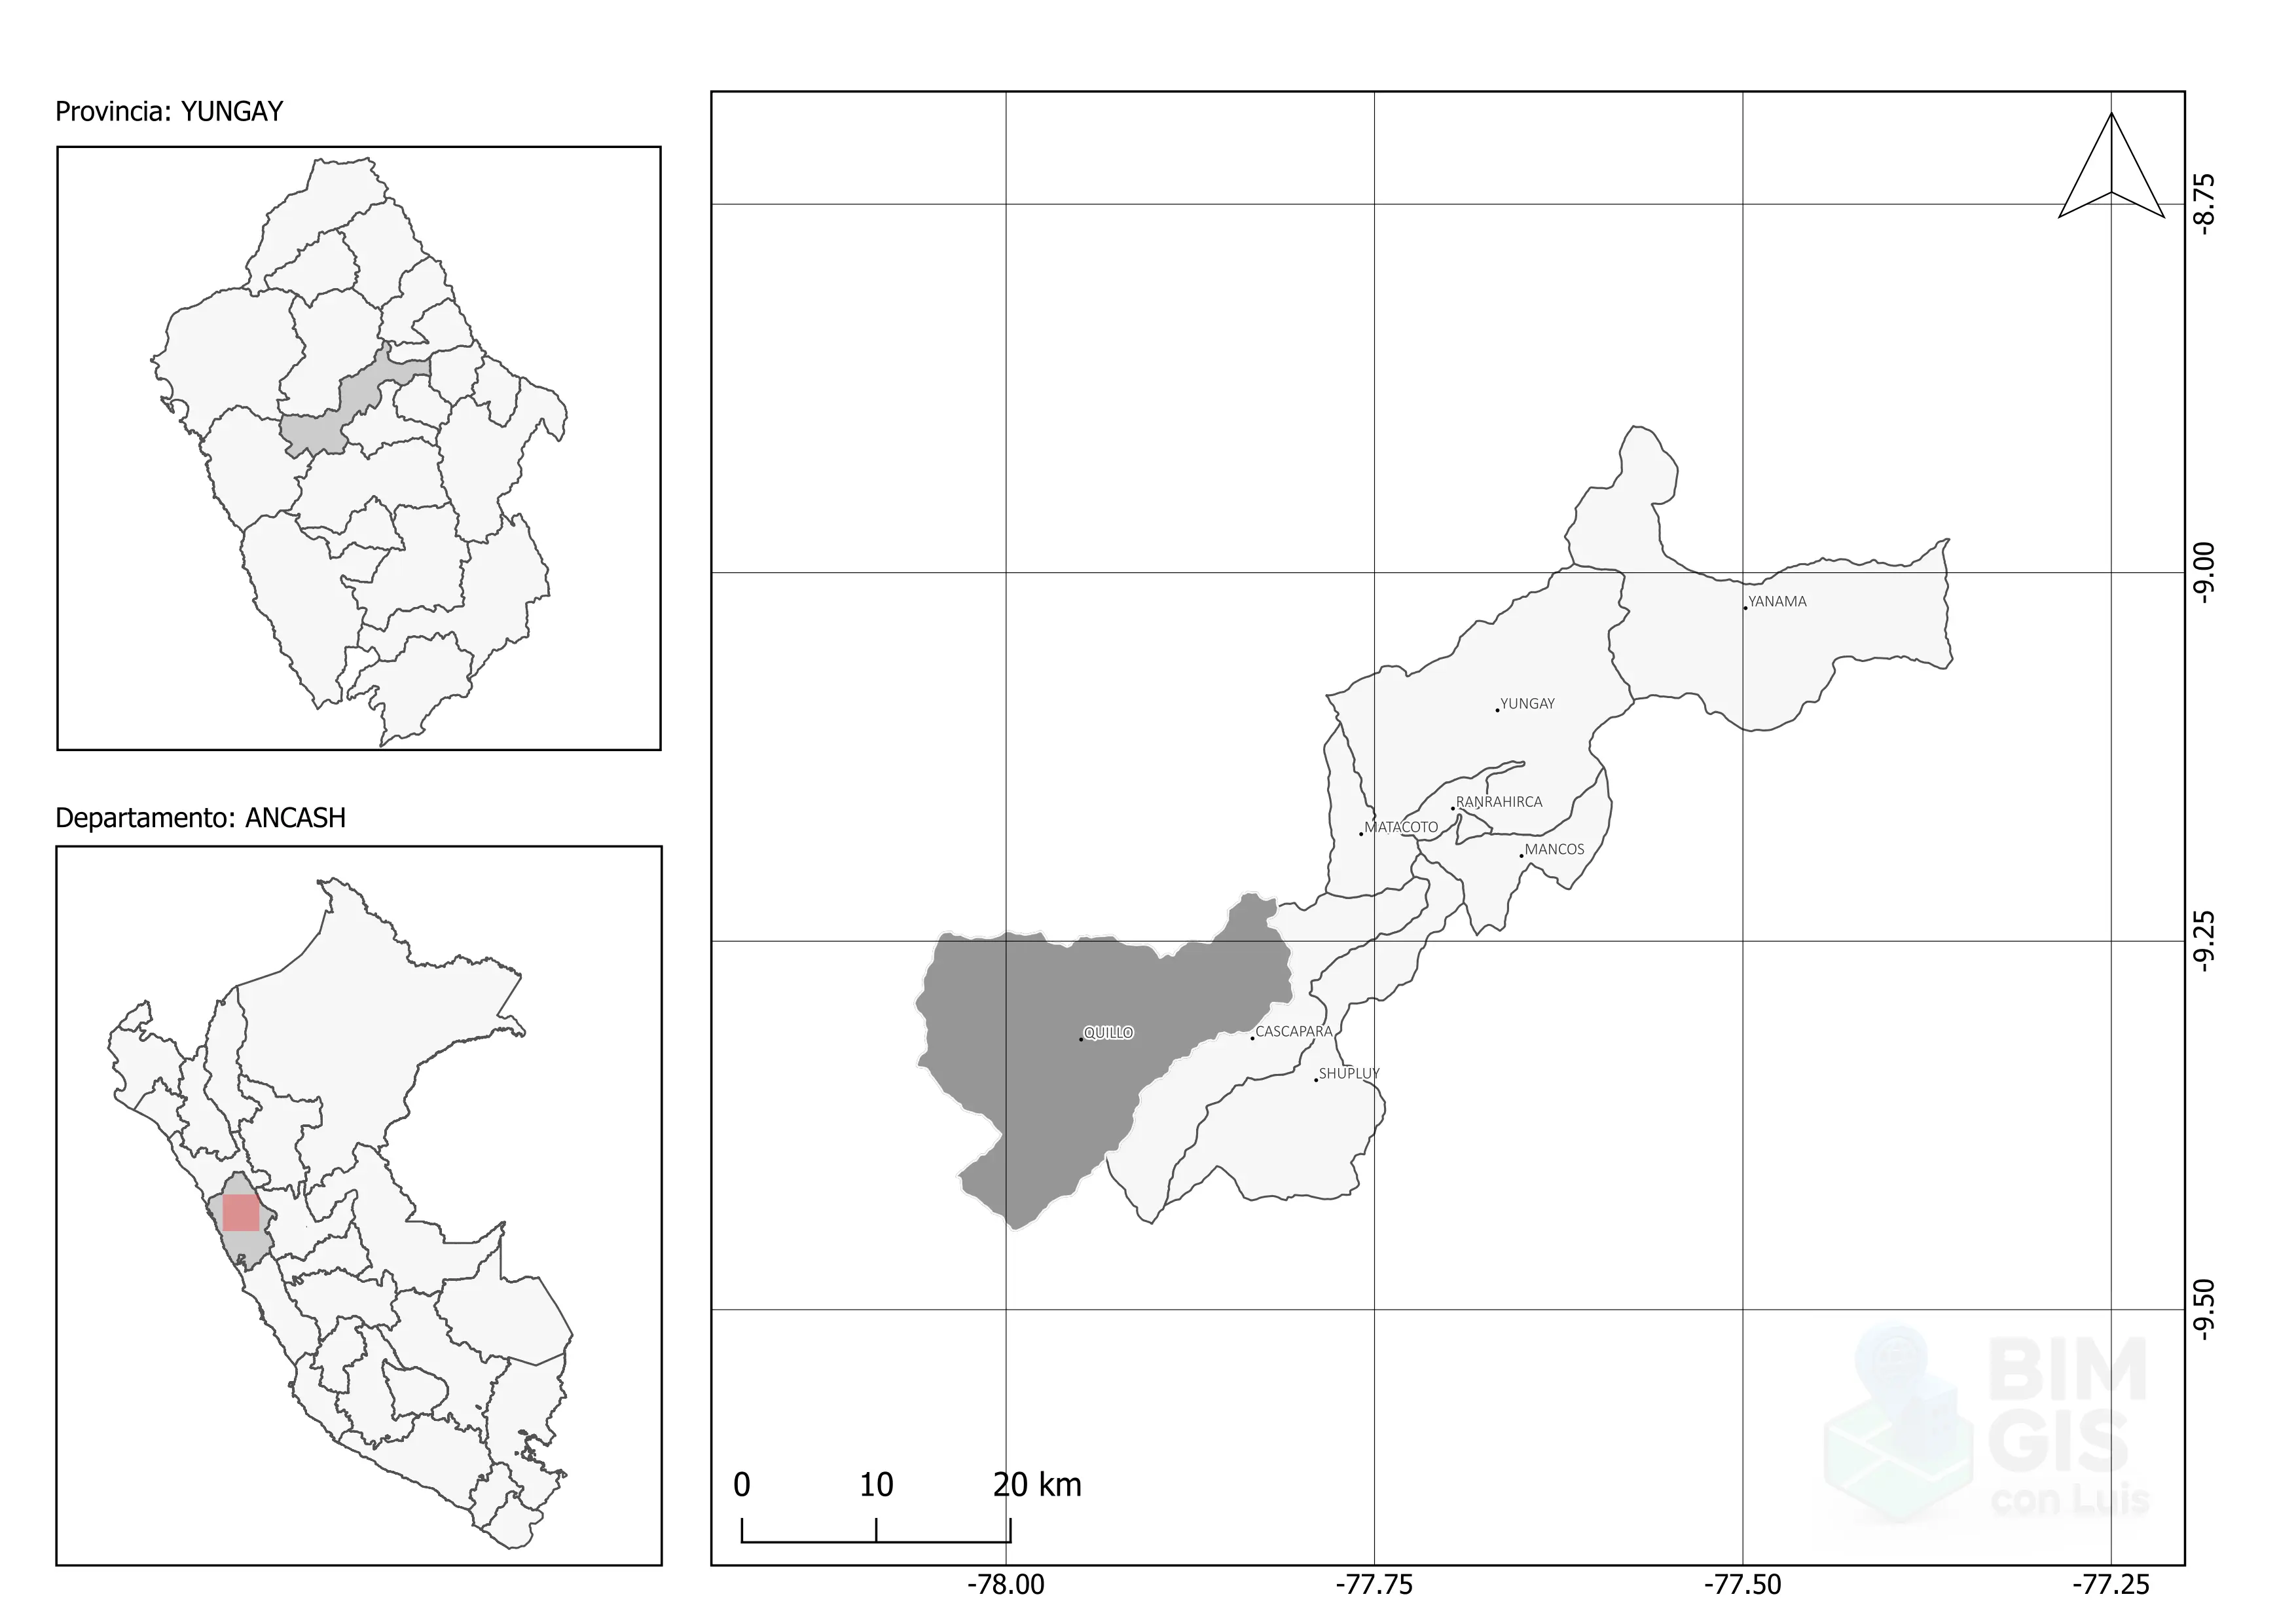 Provincia: YUNGAY
Departamento: ANCASH
-8.75
-9.00
-9.25
-9.50
YANAMA
YUNGAY
RANRAHIRCA
MATACOTO
MANCOS
QUILLO
CASCAPARA
SHUPLUY
0 10 20 km
BIM
GIS
con Luis
-78.00 -77.75 -77.50 -77.25